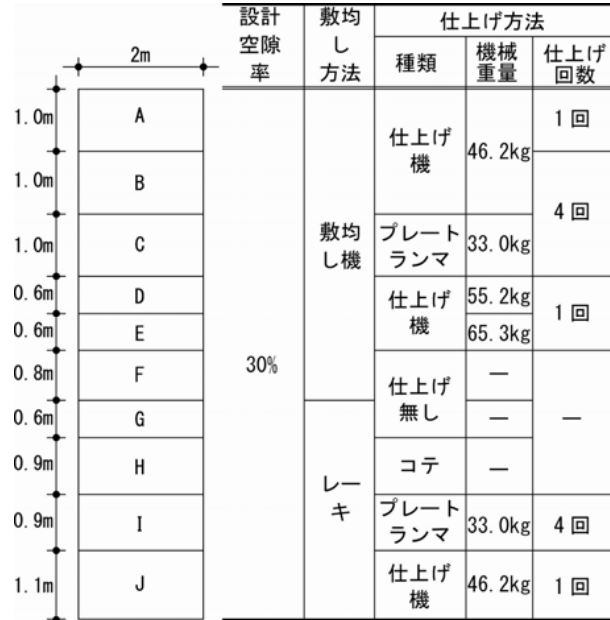 設計
空隙
率
敷均
し
方法
仕上げ方法
種類
機械
重量
仕上げ
回数
2m
1.0m
A
1.0m
B
1.0m
C
0.6m
D
0.6m
E
0.8m
F
0.6m
G
0.9m
H
0.9m
I
1.1m
J
30%
敷均
し機
レー
キ
仕上げ
機
46.2kg
1回
4回
プレート
ランマ
33.0kg
仕上げ
機
55.2kg
65.3kg
1回
仕上げ
無し
—
—
—
コテ
—
プレート
ランマ
33.0kg
4回
仕上げ
機
46.2kg
1回